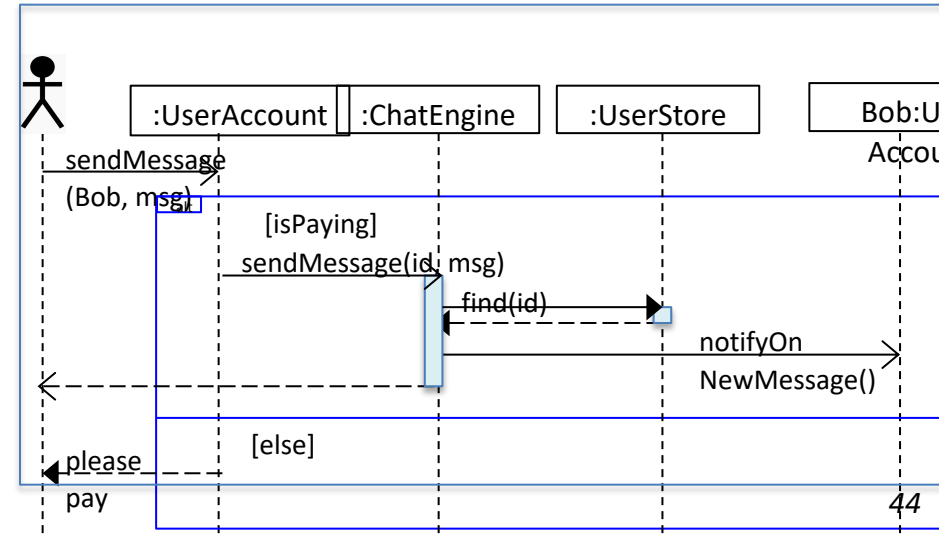 :UserAccount
:ChatEngine
:UserStore
Bob:U
Accou
sendMessage
(Bob, msg)
alt
[isPaying]
sendMessage(id, msg)
find(id)
notifyOn
NewMessage()
[else]
please
pay
44